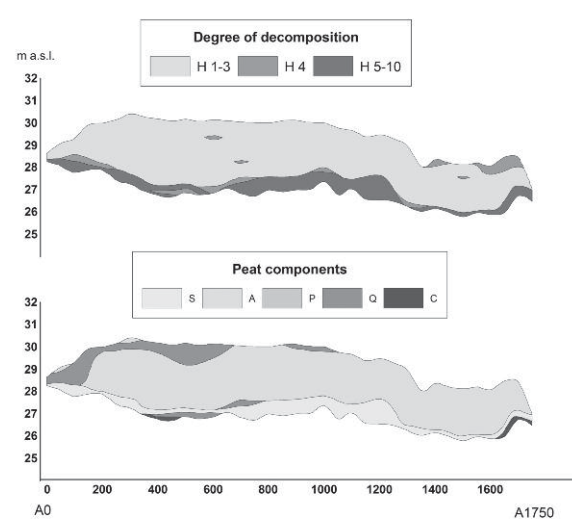 Degree of decomposition
H 1-3 H 4 H 5-10
m a.s.l.
32
31
30
29
28
27
26
25
Peat components
S A P Q C
32
31
30
29
28
27
26
25
0 200 400 600 800 1000 1200 1400 1600
A0 A1750